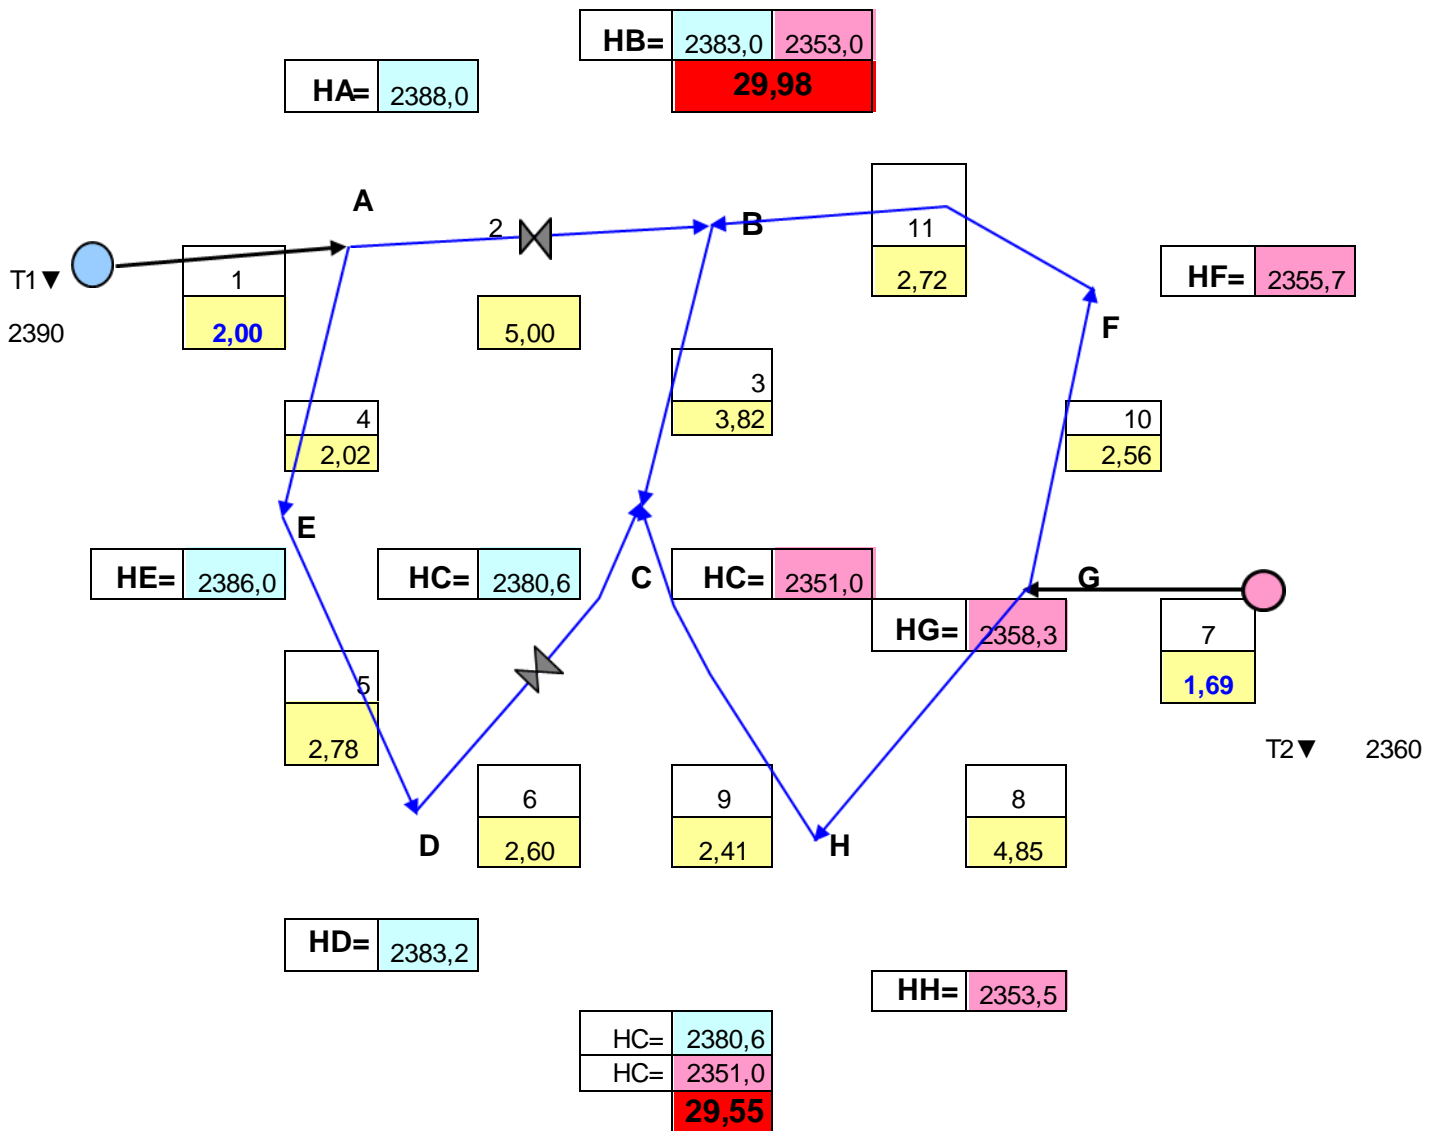 HB= 2383,0 2353,0
HA= 2388,0 29,98
A
2 B 11
T1▼ 1 2,72 HF= 2355,7
2390 2,00 5,00 F
3
4 3,82 10
2,02 2,56
E
HE= 2386,0 HC= 2380,6 C HC= 2351,0 G
HG= 2358,3 7
5 1,69
2,78 T2▼ 2360
6 9 8
D 2,60 2,41 H 4,85
HD= 2383,2
HH= 2353,5
HC= 2380,6
HC= 2351,0
29,55